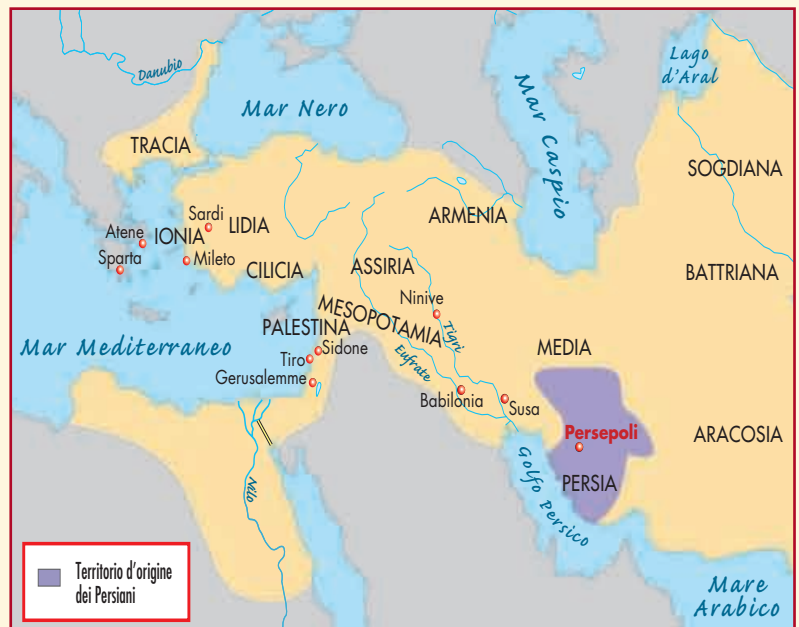 Danubio
Mar Nero
Mar Caspio
Lago
d'Aral
TRACIA
SOGDIANA
ARMENIA
Sardi
LIDIA
Atene
IONIA
Sparta
Mileto
CILICIA
ASSIRIA
BATTRIANA
Ninive
MESOPOTAMIA
Tigri
PALESTINA
Mar Mediterraneo
Sidone
Tiro
Eufrate
MEDIA
Gerusalemme
Babilonia
Susa
Persepoli
ARACOSIA
Golfo Persico
PERSIA
Nilo
Territorio d'origine
dei Persiani
Mare
Arabico